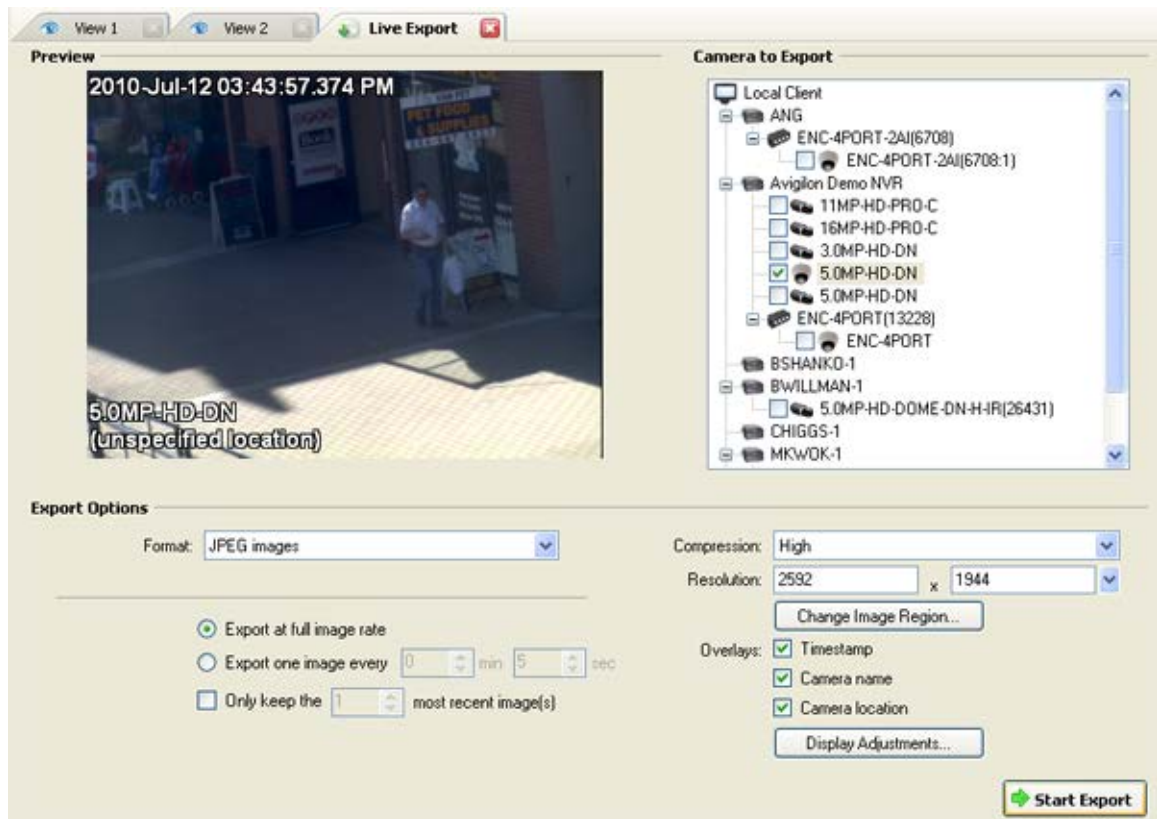 View 1
View 2
Live Export
Preview
2010-Jul-12 03:43:57.374 PM
PET FOOD
& SUPPLIES
5.0MP-HD-DN
(unspecified location)
Camera to Export
Local Client
ANG
ENC-4PORT-2AI(6708)
ENC-4PORT-2AI(6708:1)
Avigilon Demo NVR
11MP-HD-PRO-C
16MP-HD-PRO-C
3.0MP-HD-DN
5.0MP-HD-DN
5.0MP-HD-DN
ENC-4PORT(13228)
ENC-4PORT
BSHANKO-1
BWILLMAN-1
5.0MP-HD-DOME-DN-H-IR(26431)
CHIGGS-1
MKWOK-1
Export Options
Format: JPEG images
Export at full image rate
Export one image every 0 min 5 sec
Only keep the 1 most recent image(s)
Compression: High
Resolution: 2592 x 1944
Change Image Region...
Overlays: Timestamp
Camera name
Camera location
Display Adjustments...
Start Export